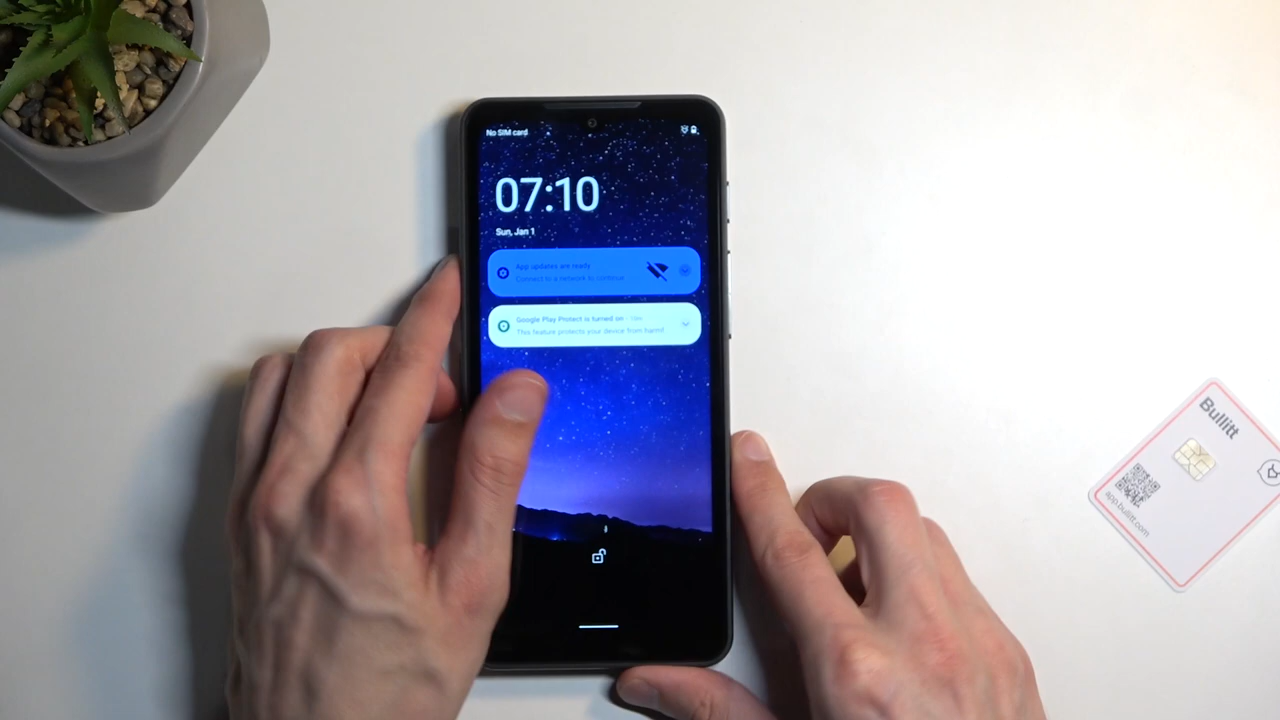 No SIM card
07:10
Sun, Jan 1
App updates are ready
Connect to a network to continue
Google Play Protect is turned on
This feature protects your device from harm!
Bullitt
app.bullitt.com